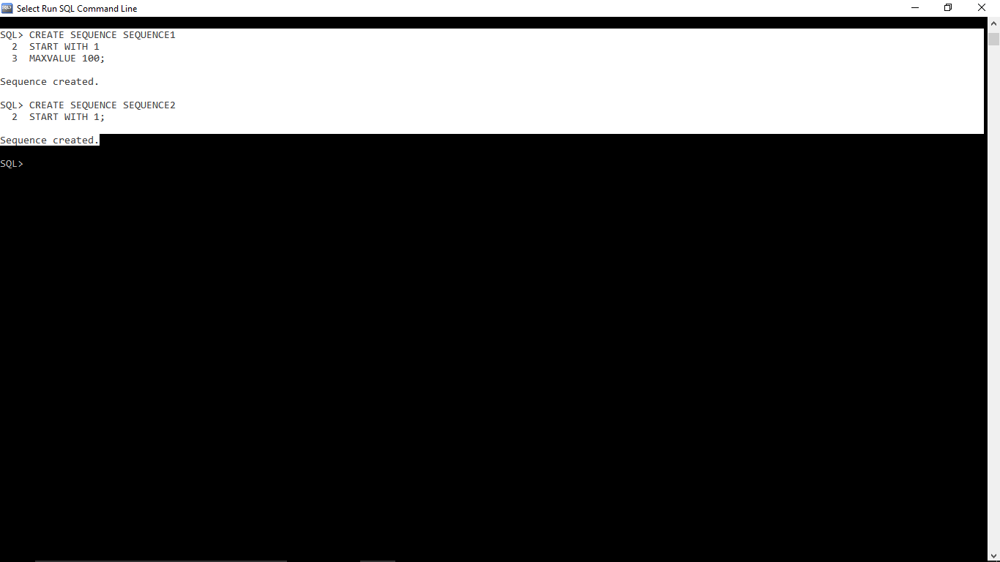 Select Run SQL Command Line
SQL> CREATE SEQUENCE SEQUENCE1
  2  START WITH 1
  3  MAXVALUE 100;
Sequence created.
SQL> CREATE SEQUENCE SEQUENCE2
  2  START WITH 1;
Sequence created.
SQL>